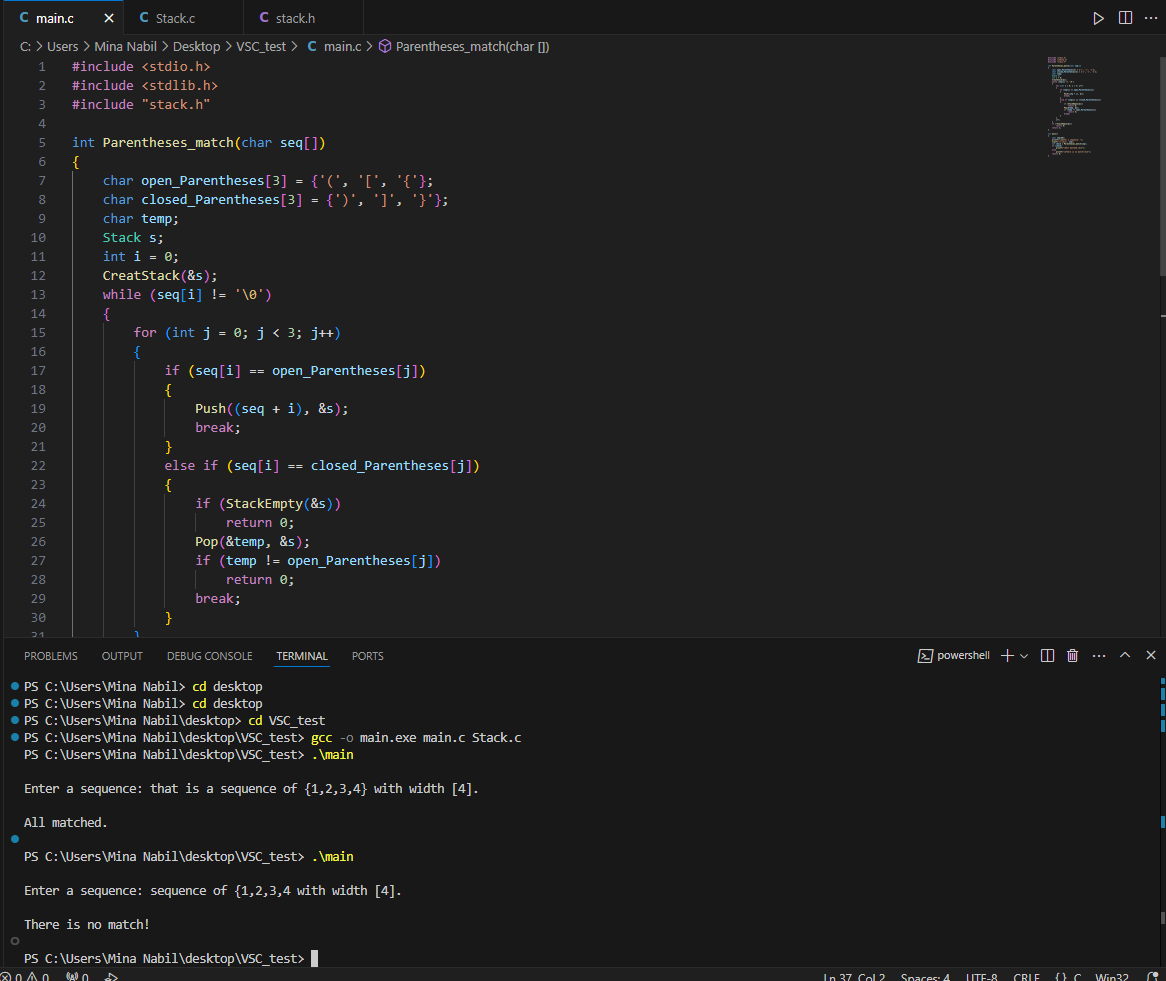 main.c Stack.c stack.h
C: > Users > Mina Nabil > Desktop > VSC_test > C main.c > Parentheses_match(char [])
1 #include <stdio.h>
2 #include <stdlib.h>
3 #include "stack.h"
4
5 int Parentheses_match(char seq[])
6 {
7 char open_Parentheses[3] = {'(', '[', '{'};
8 char closed_Parentheses[3] = {')', ']', '}'};
9 char temp;
10 Stack s;
11 int i = 0;
12 CreatStack(&s);
13 while (seq[i] != '\0')
14 {
15 for (int j = 0; j < 3; j++)
16 {
17 if (seq[i] == open_Parentheses[j])
18 {
19 Push((seq + i), &s);
20 break;
21 }
22 else if (seq[i] == closed_Parentheses[j])
23 {
24 if (StackEmpty(&s))
25 return 0;
26 Pop(&temp, &s);
27 if (temp != open_Parentheses[j])
28 return 0;
29 break;
30 }
31 }
PROBLEMS OUTPUT DEBUG CONSOLE TERMINAL PORTS powershell
PS C:\Users\Mina Nabil> cd desktop
PS C:\Users\Mina Nabil> cd desktop
PS C:\Users\Mina Nabil\desktop> cd VSC_test
PS C:\Users\Mina Nabil\desktop\VSC_test> gcc -o main.exe main.c Stack.c
PS C:\Users\Mina Nabil\desktop\VSC_test> .\main
Enter a sequence: that is a sequence of {1,2,3,4} with width [4].
All matched.
PS C:\Users\Mina Nabil\desktop\VSC_test> .\main
Enter a sequence: sequence of {1,2,3,4 with width [4].
There is no match!
PS C:\Users\Mina Nabil\desktop\VSC_test>
0 0 0 Ln 37, Col 2 Spaces: 4 UTF-8 CRLF {} C Win32